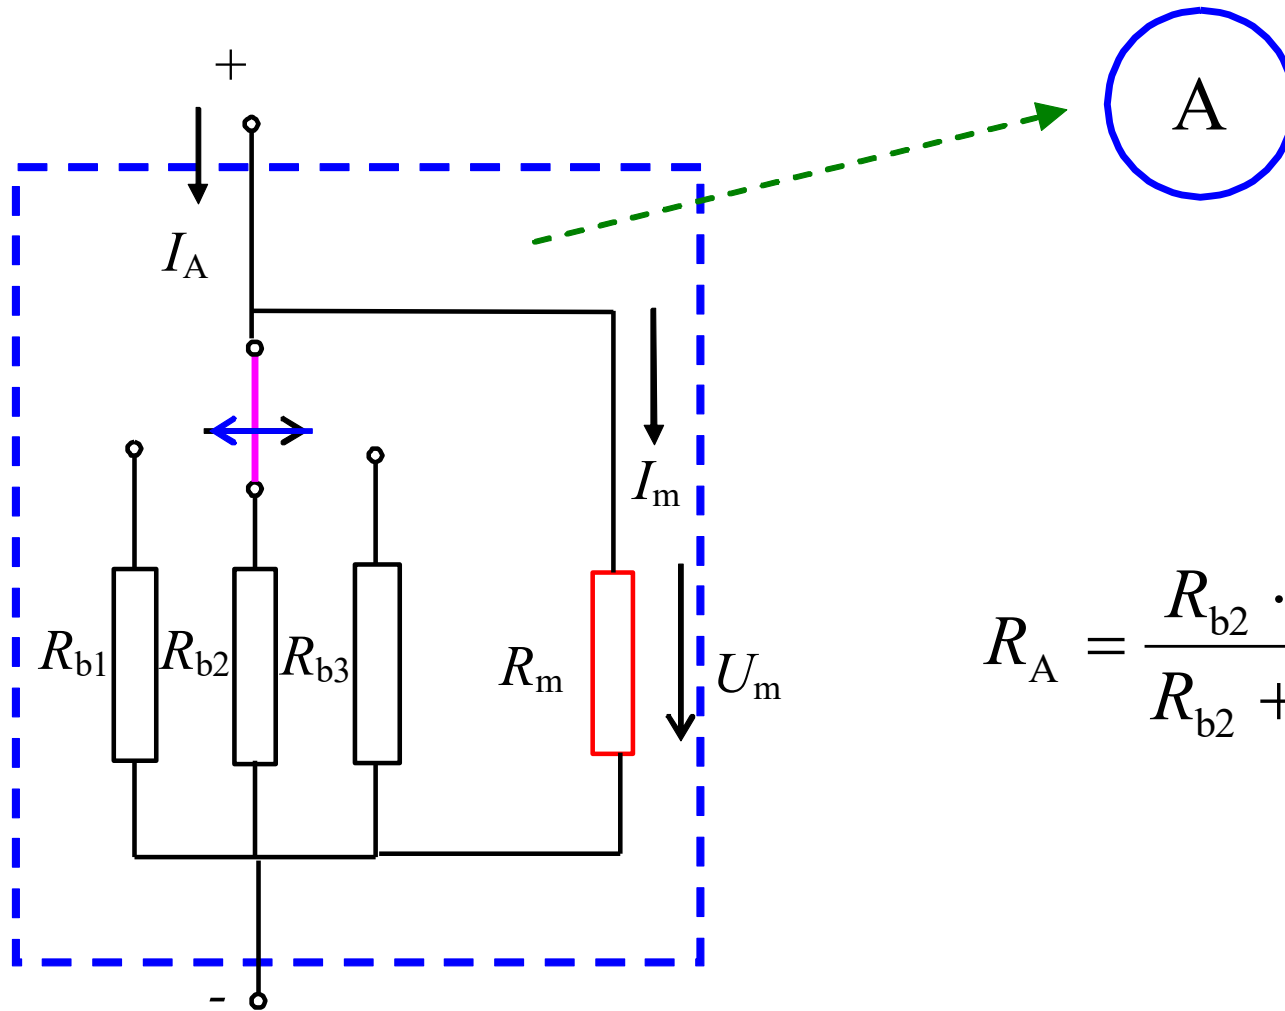 +
A
I_A
I_m
R_b1
R_b2
R_b3
R_m
U_m
R_A = R_b2 ·
R_b2 +
-